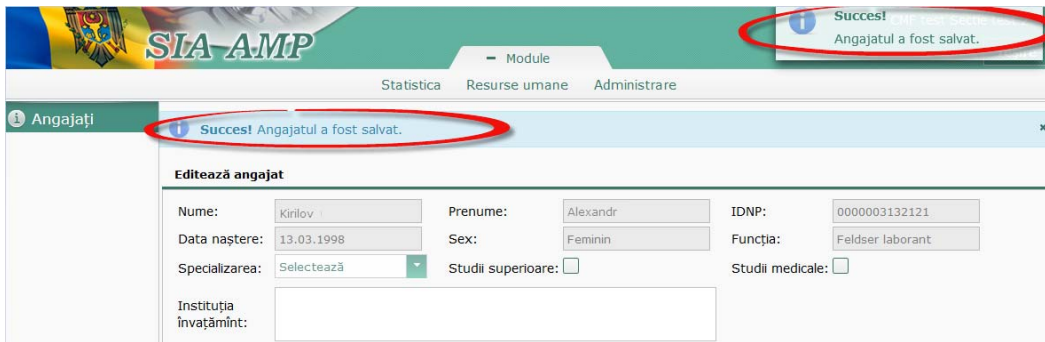 SIA AMP
Succes!
Angajatul a fost salvat.
− Module
Statistica Resurse umane Administrare
Angajați
Succes! Angajatul a fost salvat.
Editează angajat
Nume: Kirilov Prenume: Alexandr IDNP: 0000003132121
Data naștere: 13.03.1998 Sex: Feminin Funcția: Feldser laborant
Specializarea: Selectează Studii superioare: Studii medicale:
Instituția
învațămînt: